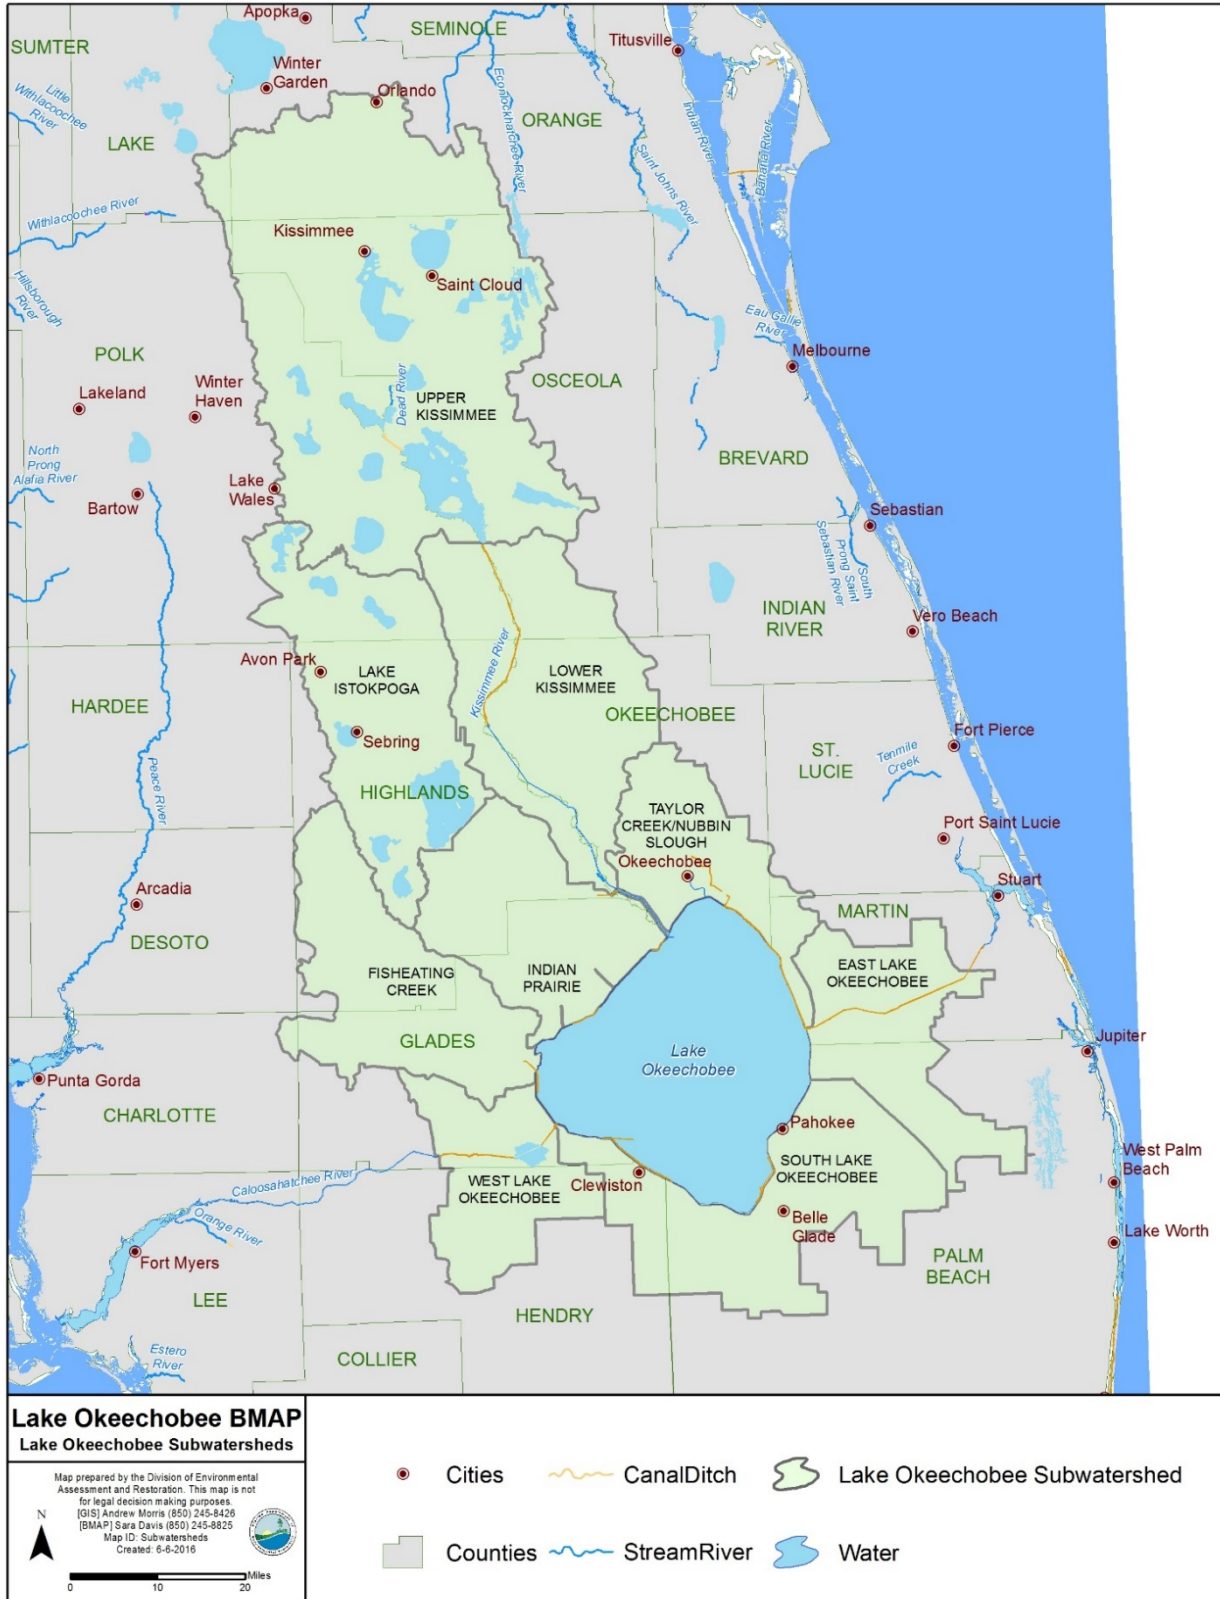 Apopka
SEMINOLE
Titusville
SUMTER
Winter
Garden
Orlando
Little
Withlacoochee
River
Econlockhatchee River
ORANGE
Indian River
Banana River
LAKE
Saint Johns River
Withlacoochee River
Kissimmee
Saint Cloud
Hillsborough
River
Eau Gallie
River
Melbourne
POLK
OSCEOLA
Lakeland
Winter
Haven
Dead River
UPPER
KISSIMMEE
North
Prong
Alafia River
BREVARD
Lake
Wales
Bartow
Sebastian
South
Prong Saint
Sebastian River
INDIAN
RIVER
Vero Beach
Kissimmee River
Avon Park
LAKE
ISTOKPOGA
LOWER
KISSIMMEE
HARDEE
OKEECHOBEE
Sebring
Fort Pierce
ST.
LUCIE
Tenmile
Creek
Peace River
HIGHLANDS
TAYLOR
CREEK/NUBBIN
SLOUGH
Port Saint Lucie
Okeechobee
Stuart
Arcadia
MARTIN
DESOTO
FISHEATING
CREEK
INDIAN
PRAIRIE
EAST LAKE
OKEECHOBEE
GLADES
Jupiter
Lake
Okeechobee
Punta Gorda
CHARLOTTE
Pahokee
West Palm
Beach
SOUTH LAKE
OKEECHOBEE
Caloosahatchee River
WEST LAKE
OKEECHOBEE
Clewiston
Belle
Glade
Orange River
Lake Worth
Fort Myers
PALM
BEACH
LEE
HENDRY
Estero
River
COLLIER
Lake Okeechobee BMAP
Lake Okeechobee Subwatersheds
Map prepared by the Division of Environmental
Assessment and Restoration. This map is not
for legal decision making purposes.
[GIS] Andrew Morris (850) 245-8426
[BMAP] Sara Davis (850) 245-8825
Map ID: Subwatersheds
Created: 6-6-2016
N
Miles
0 10 20
Cities
CanalDitch
Lake Okeechobee Subwatershed
Counties
StreamRiver
Water